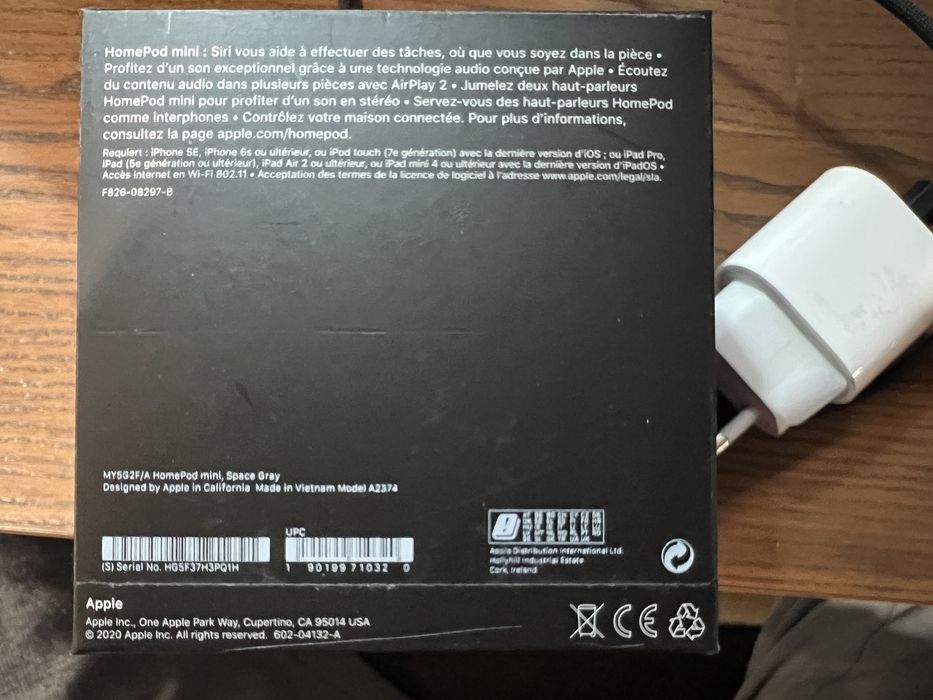 HomePod mini : Siri vous aide à effectuer des tâches, où que vous soyez dans la pièce •
Profitez d'un son exceptionnel grâce à une technologie audio conçue par Apple • Écoutez
du contenu audio dans plusieurs pièces avec AirPlay 2 • Jumelez deux haut-parleurs
HomePod mini pour profiter d'un son en stéréo • Servez-vous des haut-parleurs HomePod
comme interphones • Contrôlez votre maison connectée. Pour plus d'informations,
consultez la page apple.com/homepod.
Requiert : iPhone SE, iPhone 6s ou ultérieur, ou iPod touch (7e génération) avec la dernière version d'iOS ; ou iPad Pro,
iPad (5e génération ou ultérieur), iPad Air 2 ou ultérieur, ou iPad mini 4 ou ultérieur avec la dernière version d'iPadOS •
Accès Internet en Wi-Fi 802.11 • Acceptation des termes de la licence de logiciel à l'adresse www.apple.com/legal/sla.
F826-08297-B
MY5G2F/A HomePod mini, Space Gray
Designed by Apple in California Made in Vietnam Model A2374
UPC
(S) Serial No. HG5F37H3PQ1H
1 90199 71032 0
Apple Distribution International Ltd.
Hollyhill Industrial Estate
Cork, Ireland
Apple
Apple Inc., One Apple Park Way, Cupertino, CA 95014 USA
© 2020 Apple Inc. All rights reserved. 602-04132-A
CE